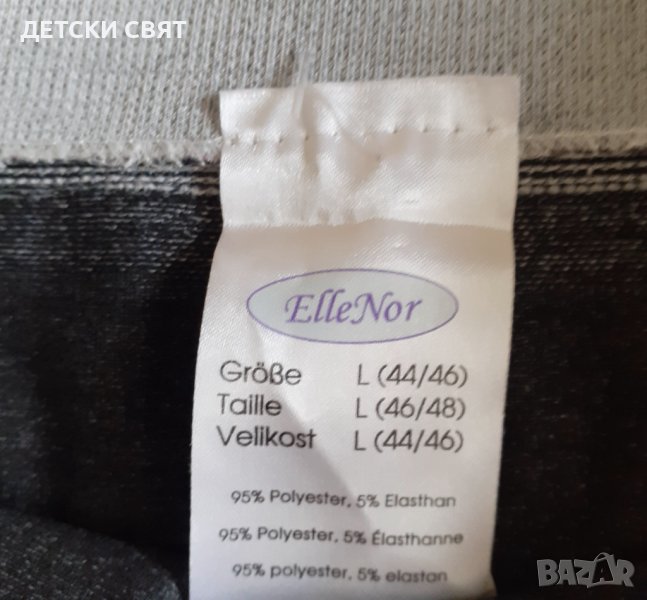 ДЕТСКИ СВЯТ
ElleNor
Größe L (44/46)
Taille L (46/48)
Velikost L (44/46)
95% Polyester, 5% Elasthan
95% Polyester, 5% Élasthanne
95% polyester, 5% elastan
BAZAR